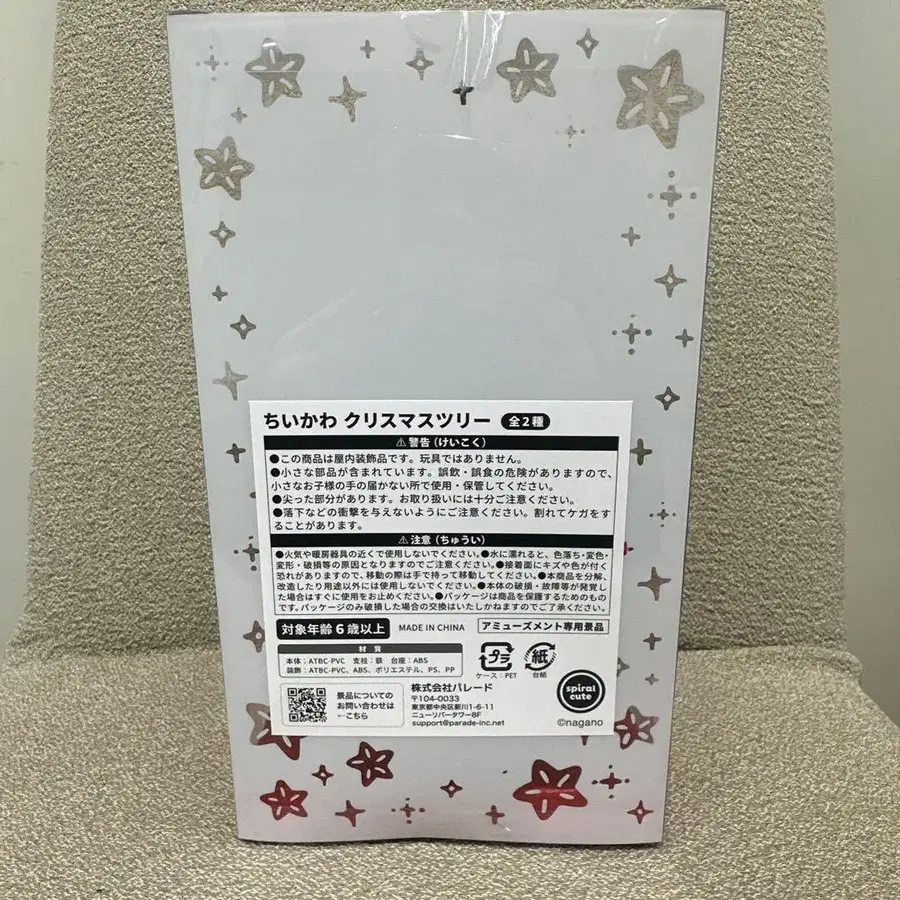 ちいかわ クリスマスツリー 全2種
⚠警告(けいこく)
●この商品は屋内装飾品です。玩具ではありません。
●小さな部品が含まれています。誤飲・誤食の危険がありますので、
小さなお子様の手の届かない所で使用・保管してください。
●尖った部分があります。お取り扱いには十分ご注意ください。
●落下などの衝撃を与えないようにご注意ください。割れてケガをす
ることがあります。
⚠注意(ちゅうい)
●火気や暖房器具の近くで使用しないでください。●水に濡れると、色落ち・変色・
変形・破損等の原因となりますのでご注意ください。●接着面にキズや色が付く
恐れがありますので、移動の際は手で持って移動してください。●本商品を分解、
改造したり用途以外には使用しないでください。●本体の破損・故障等が発覚し
た場合はすぐに使用をお止めください。●パッケージは商品を保護するためのもの
です。パッケージのみ破損した場合の交換はいたしかねますのでご了承ください。
対象年齢6歳以上 MADE IN CHINA アミューズメント専用景品
材質
本体：ATBC-PVC 支柱：鉄 台座：ABS
装飾：ATBC-PVC、ABS、ポリエステル、PS、PP
プラ
ケース：PET
紙
台紙
景品についての
お問い合わせは
←こちら
株式会社パレード
〒104-0033
東京都中央区新川1-6-11
ニューリバータワー8F
support@parade-inc.net
spiral
cute
©nagano